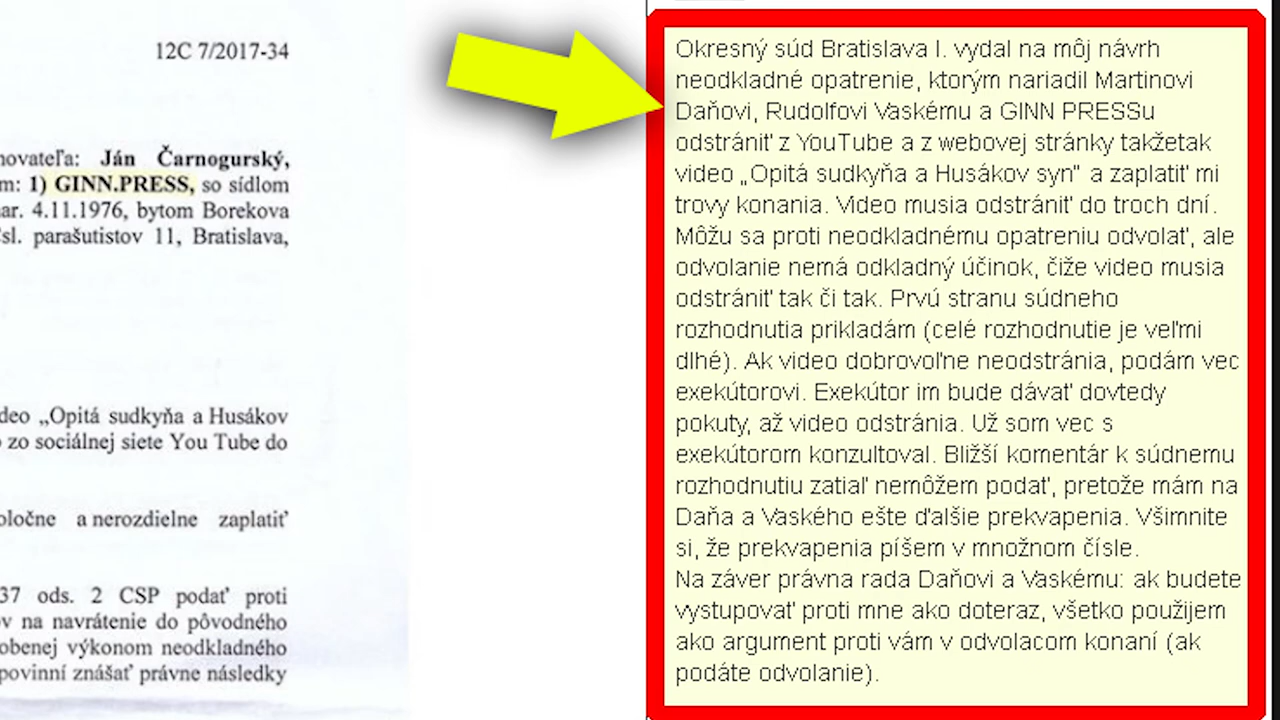 12C 7/2017-34
novateľa: Ján Čarnogurský,
m: 1) GINN.PRESS, so sídlom
nar. 4.11.1976, bytom Borekova
sl. parašutistov 11, Bratislava,
ideo „Opitá sudkyňa a Husákov
zo sociálnej siete You Tube do
oločne a nerozdielne zaplatiť
37 ods. 2 CSP podať proti
ov na navrátenie do pôvodného
obenej výkonom neodkladného
povinní znášať právne následky
Okresný súd Bratislava I. vydal na môj návrh
neodkladné opatrenie, ktorým nariadil Martinovi
Daňovi, Rudolfovi Vaskému a GINN PRESSu
odstrániť z YouTube a z webovej stránky takžetak
video „Opitá sudkyňa a Husákov syn" a zaplatiť mi
trovy konania. Video musia odstrániť do troch dní.
Môžu sa proti neodkladnému opatreniu odvolať, ale
odvolanie nemá odkladný účinok, čiže video musia
odstrániť tak či tak. Prvú stranu súdneho
rozhodnutia prikladám (celé rozhodnutie je veľmi
dlhé). Ak video dobrovoľne neodstránia, podám vec
exekútorovi. Exekútor im bude dávať dovtedy
pokuty, až video odstránia. Už som vec s
exekútorom konzultoval. Bližší komentár k súdnemu
rozhodnutiu zatiaľ nemôžem podať, pretože mám na
Daňa a Vaského ešte ďalšie prekvapenia. Všimnite
si, že prekvapenia píšem v množnom čísle.
Na záver právna rada Daňovi a Vaskému: ak budete
vystupovať proti mne ako doteraz, všetko použijem
ako argument proti vám v odvolacom konaní (ak
podáte odvolanie).